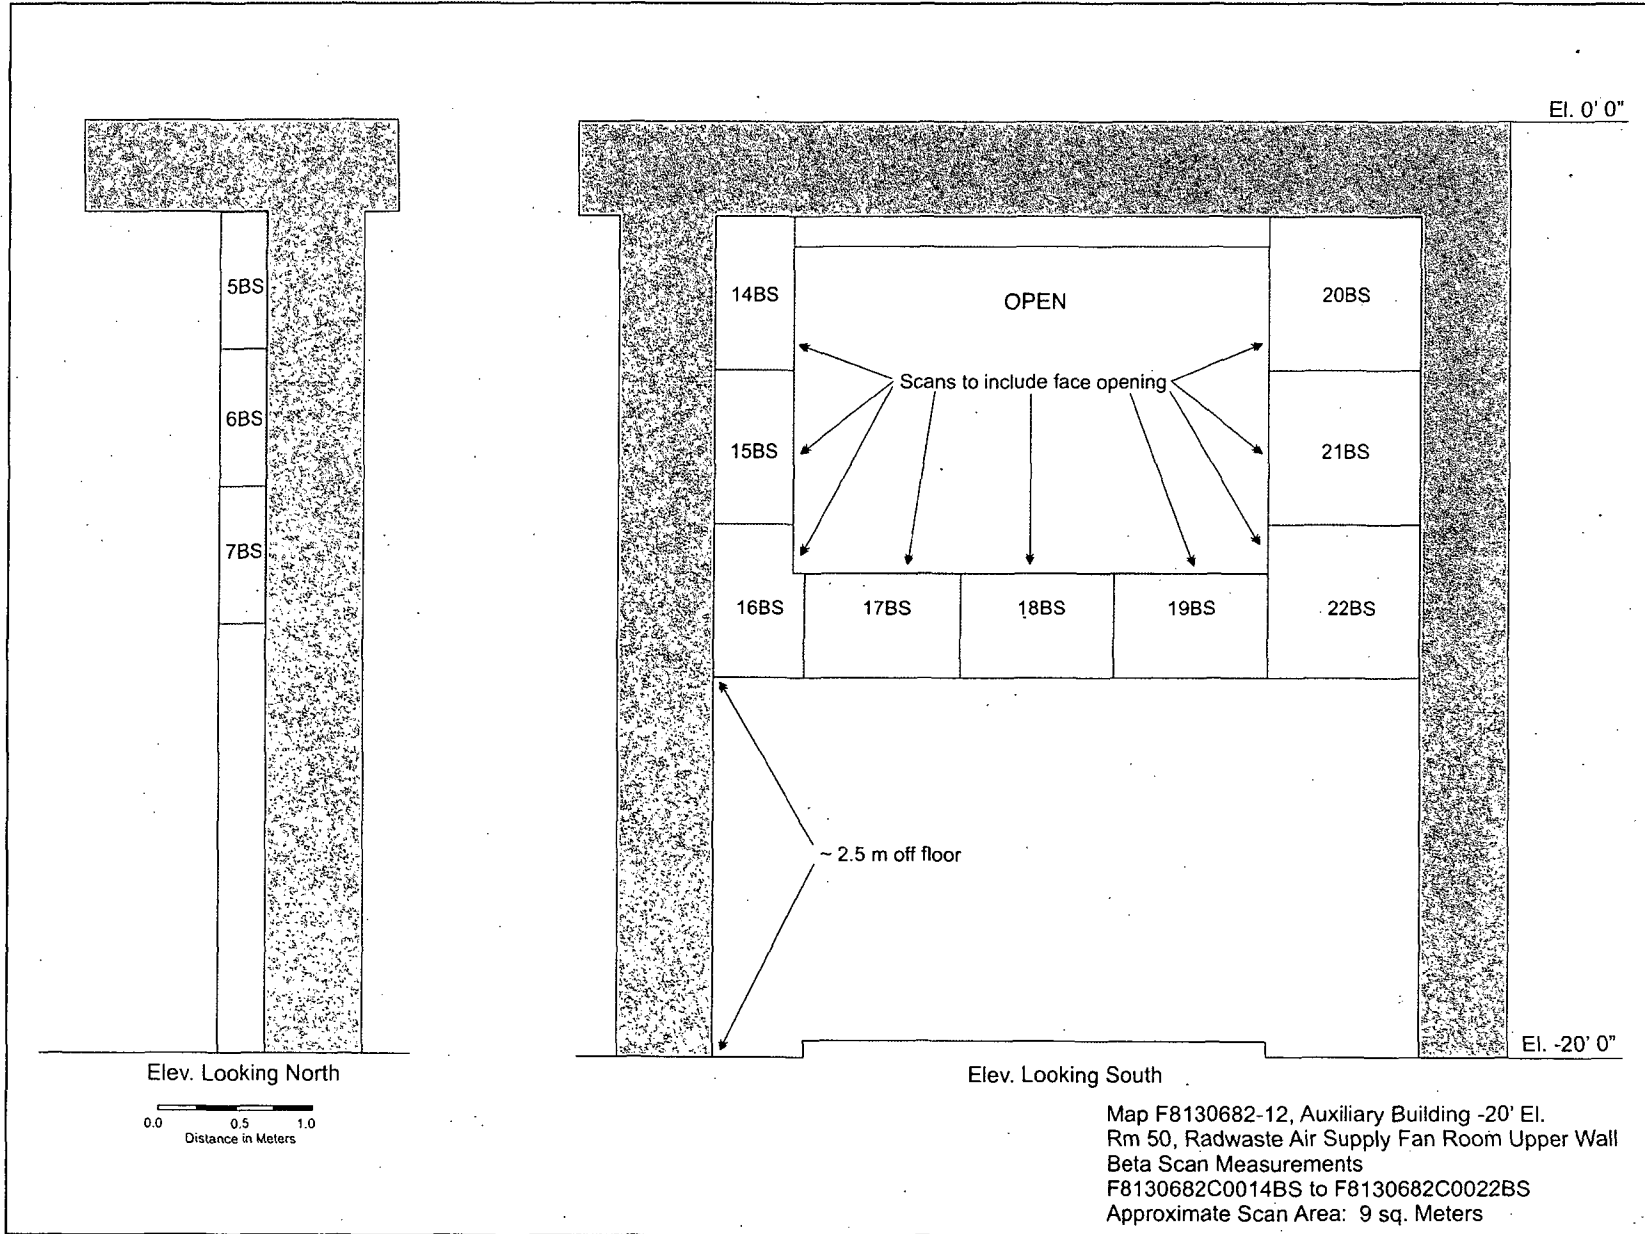 El. 0' 0"
5BS
6BS
7BS
14BS
OPEN
20BS
Scans to include face opening
15BS
21BS
16BS
17BS
18BS
19BS
22BS
~ 2.5 m off floor
El. -20' 0"
Elev. Looking North
Elev. Looking South
0.0
0.5
1.0
Distance in Meters
Map F8130682-12, Auxiliary Building -20' El.
Rm 50, Radwaste Air Supply Fan Room Upper Wall
Beta Scan Measurements
F8130682C0014BS to F8130682C0022BS
Approximate Scan Area: 9 sq. Meters